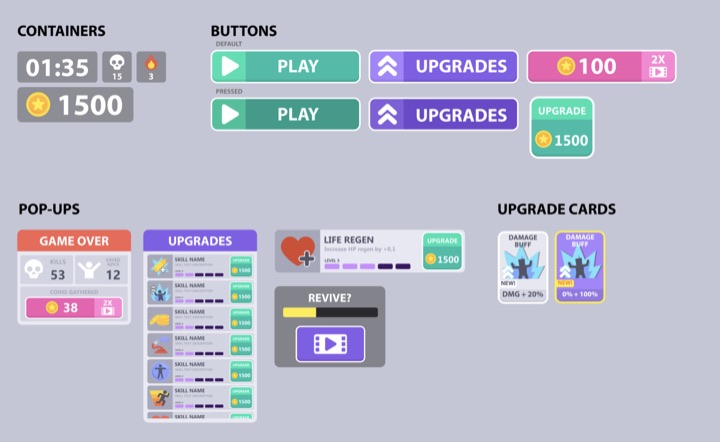 CONTAINERS
01:35
15
3
1500
BUTTONS
DEFAULT
PLAY
UPGRADES
100
2X
PRESSED
PLAY
UPGRADES
UPGRADE
1500
POP-UPS
GAME OVER
KILLS
53
12
COINS GATHERED
38
2X
UPGRADES
SKILL NAME
UPGRADE
1500
SKILL NAME
UPGRADE
1500
SKILL NAME
UPGRADE
1500
SKILL NAME
UPGRADE
1500
SKILL NAME
UPGRADE
1500
SKILL NAME
UPGRADE
1500
LIFE REGEN
Increase HP regen by +0.1
LEVEL 3
UPGRADE
1500
REVIVE?
UPGRADE CARDS
DAMAGE
BUFF
NEW!
DMG + 20%
DAMAGE
BUFF
NEW!
0% + 100%